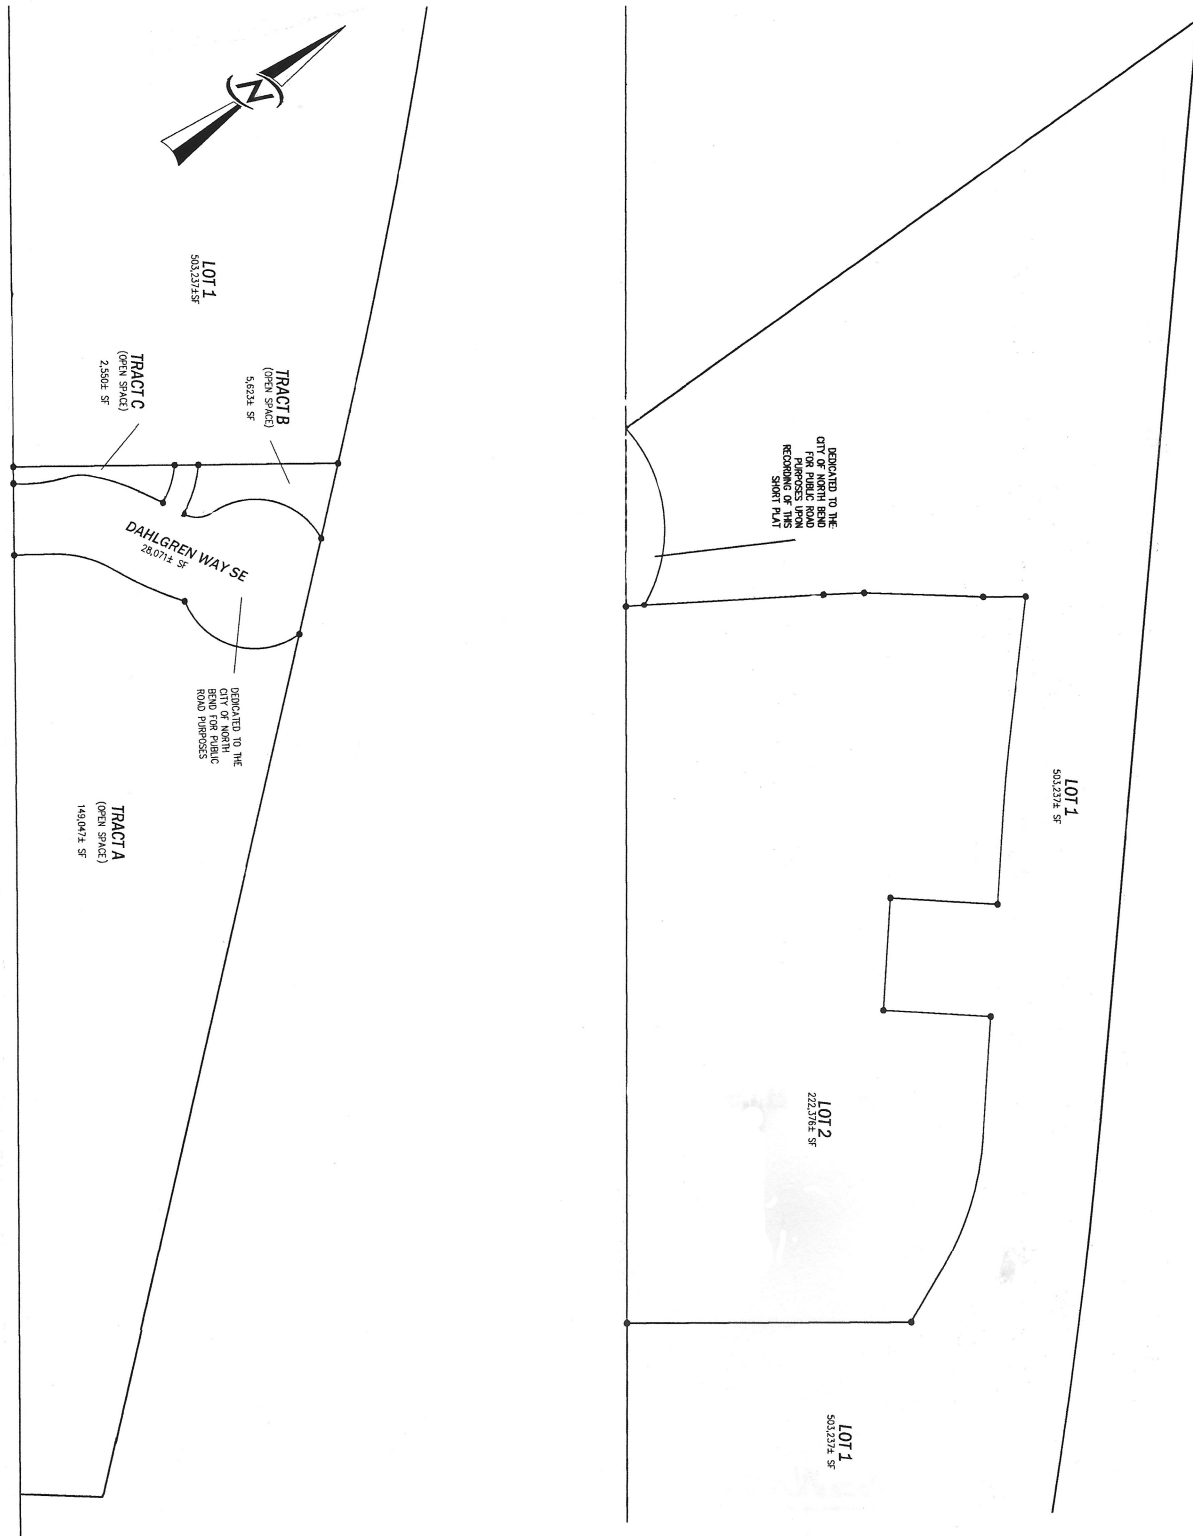 N
LOT 1
503,237±SF
TRACT C
(OPEN SPACE)
2,550± SF
TRACT B
(OPEN SPACE)
5,623± SF
DAHLGREN WAY SE
28,071± SF
DEDICATED TO THE
CITY OF NORTH
BEND FOR PUBLIC
ROAD PURPOSES
TRACT A
(OPEN SPACE)
149,047± SF
DEDICATED TO THE
CITY OF NORTH BEND
FOR PUBLIC ROAD
PURPOSES UPON
RECORDING OF THIS
SHORT PLAT
LOT 1
503,237± SF
LOT 2
222,376± SF
LOT 1
503,237± SF